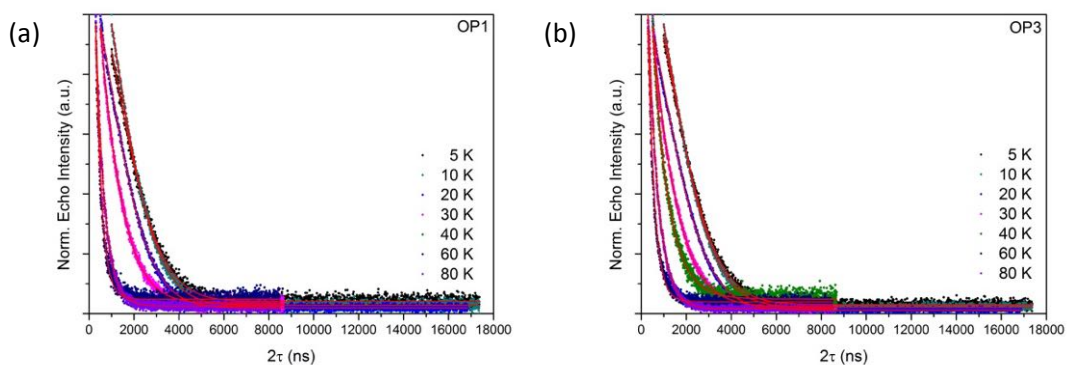 (a)
OP1
Norm. Echo Intensity (a.u.)
5 K
10 K
20 K
30 K
40 K
60 K
80 K
0 2000 4000 6000 8000 10000 12000 14000 16000 18000
2τ (ns)
(b)
OP3
Norm. Echo Intensity (a.u.)
5 K
10 K
20 K
30 K
40 K
60 K
80 K
0 2000 4000 6000 8000 10000 12000 14000 16000 18000
2τ (ns)